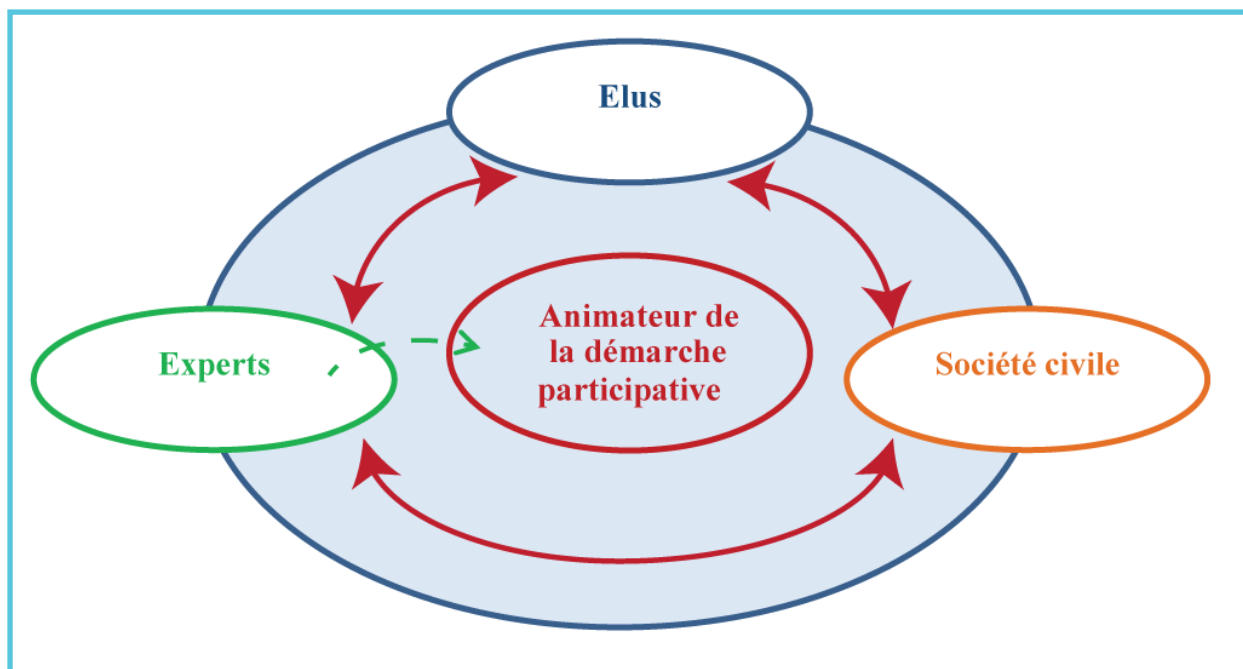 Elus
Experts
Animateur de
la démarche
participative
Société civile